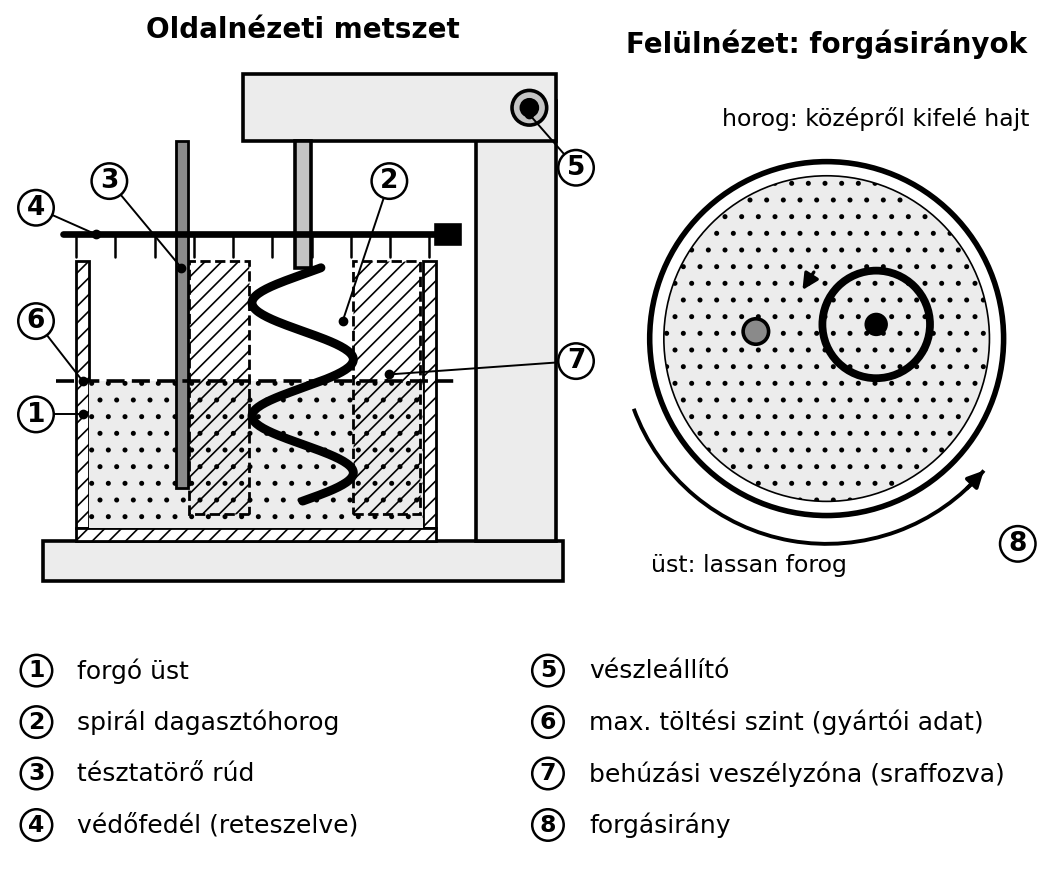 Oldalnézeti metszet
Felülnézet: forgásirányok
horog: középről kifelé hajt
3
2
5
4
6
7
1
8
üst: lassan forog
1 forgó üst
2 spirál dagasztóhorog
3 tésztatörő rúd
4 védőfedél (reteszelve)
5 vészleállító
6 max. töltési szint (gyártói adat)
7 behúzási veszélyzóna (sraffozva)
8 forgásirány